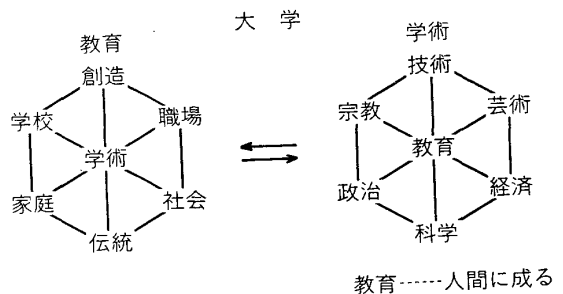 大学
教育
学術
創造
技術
学校
職場
宗教
芸術
学術
教育
家庭
社会
政治
経済
伝統
科学
教育……人間に成る